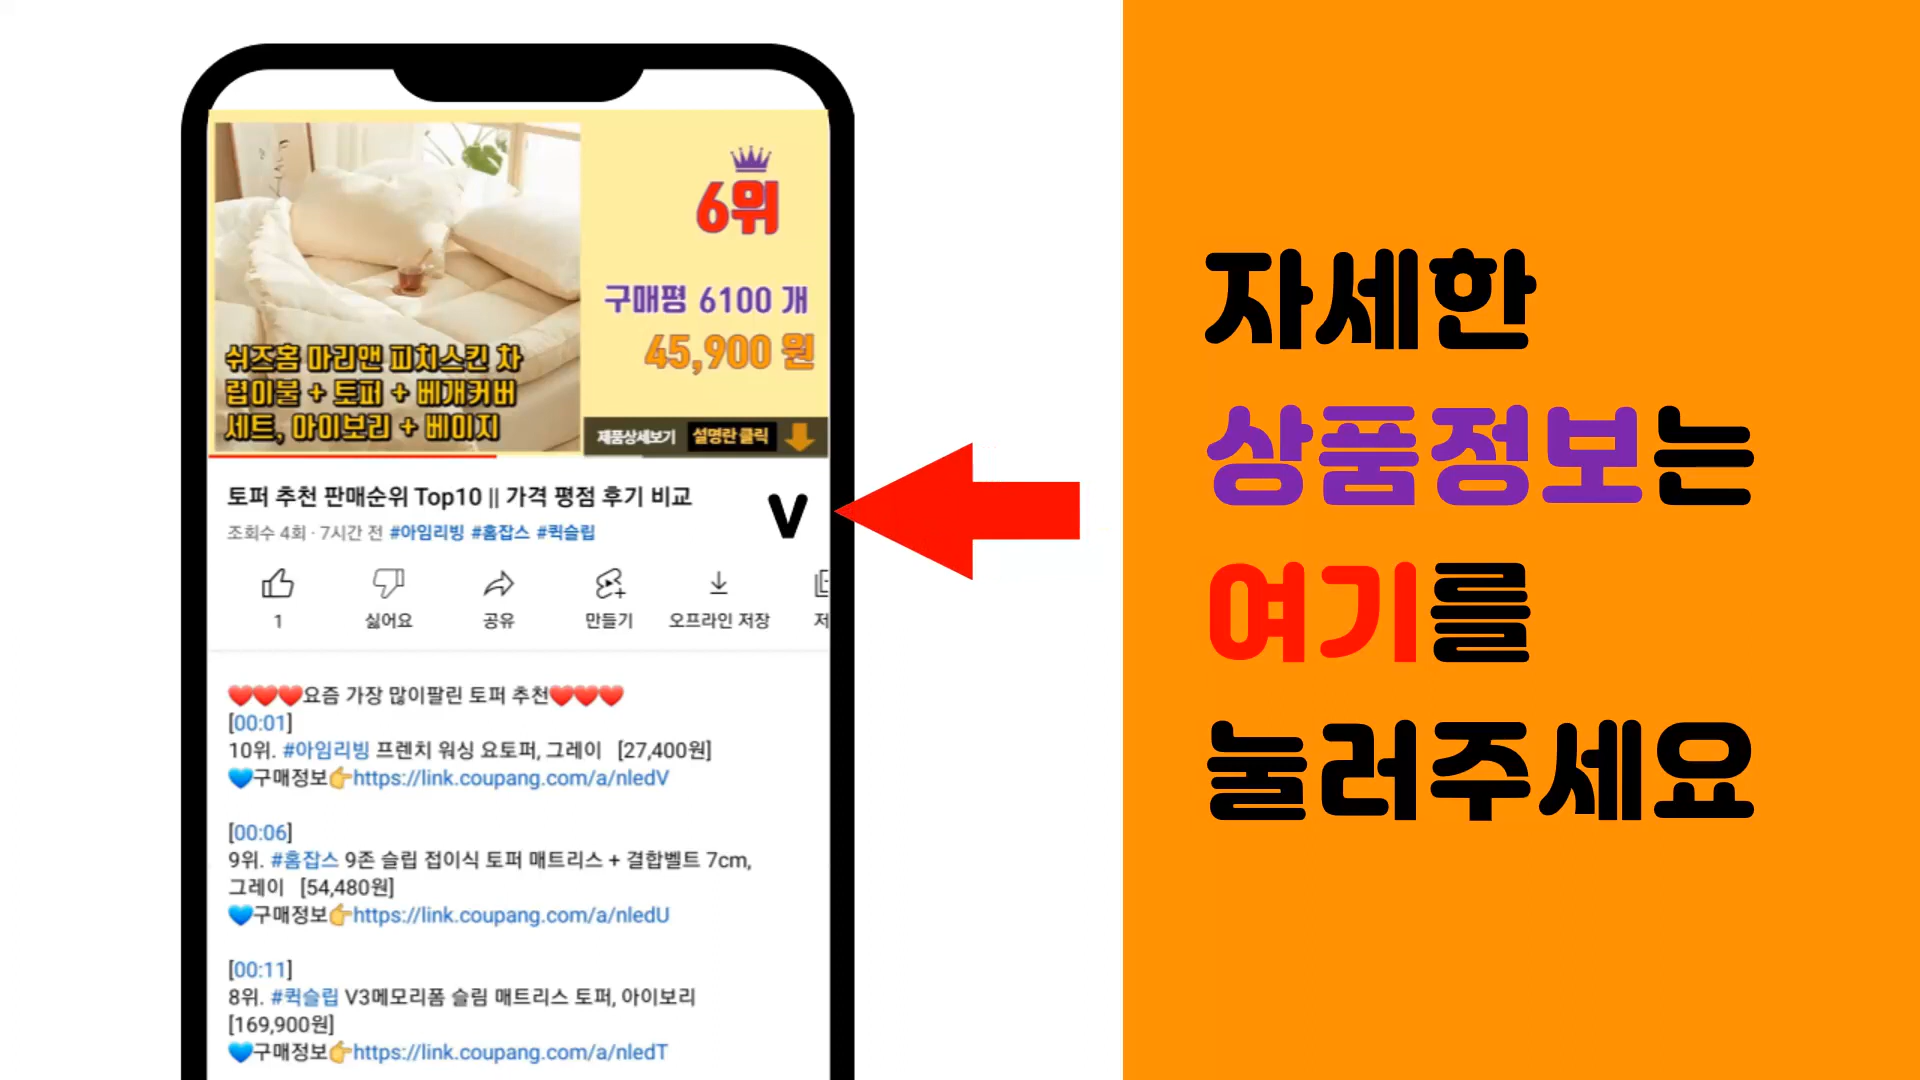 6위
구매평 6100 개
45,900 원
쉬즈홈 마리앤 피치스킨 차
렵이불 + 토퍼 + 베개커버
세트, 아이보리 + 베이지
제품상세보기 설명란 클릭
토퍼 추천 판매순위 Top10 || 가격 평점 후기 비교
V
조회수 4회 · 7시간 전 #아임리빙 #홈잡스 #퀵슬립
1 싫어요 공유 만들기 오프라인 저장 저
❤️❤️❤️요즘 가장 많이팔린 토퍼 추천❤️❤️❤️
[00:01]
10위. #아임리빙 프렌치 워싱 요토퍼, 그레이 [27,400원]
💙구매정보👉https://link.coupang.com/a/nledV
[00:06]
9위. #홈잡스 9존 슬립 접이식 토퍼 매트리스 + 결합벨트 7cm,
그레이 [54,480원]
💙구매정보👉https://link.coupang.com/a/nledU
[00:11]
8위. #퀵슬립 V3메모리폼 슬림 매트리스 토퍼, 아이보리
[169,900원]
💙구매정보👉https://link.coupang.com/a/nledT
자세한
상품정보는
여기를
눌러주세요